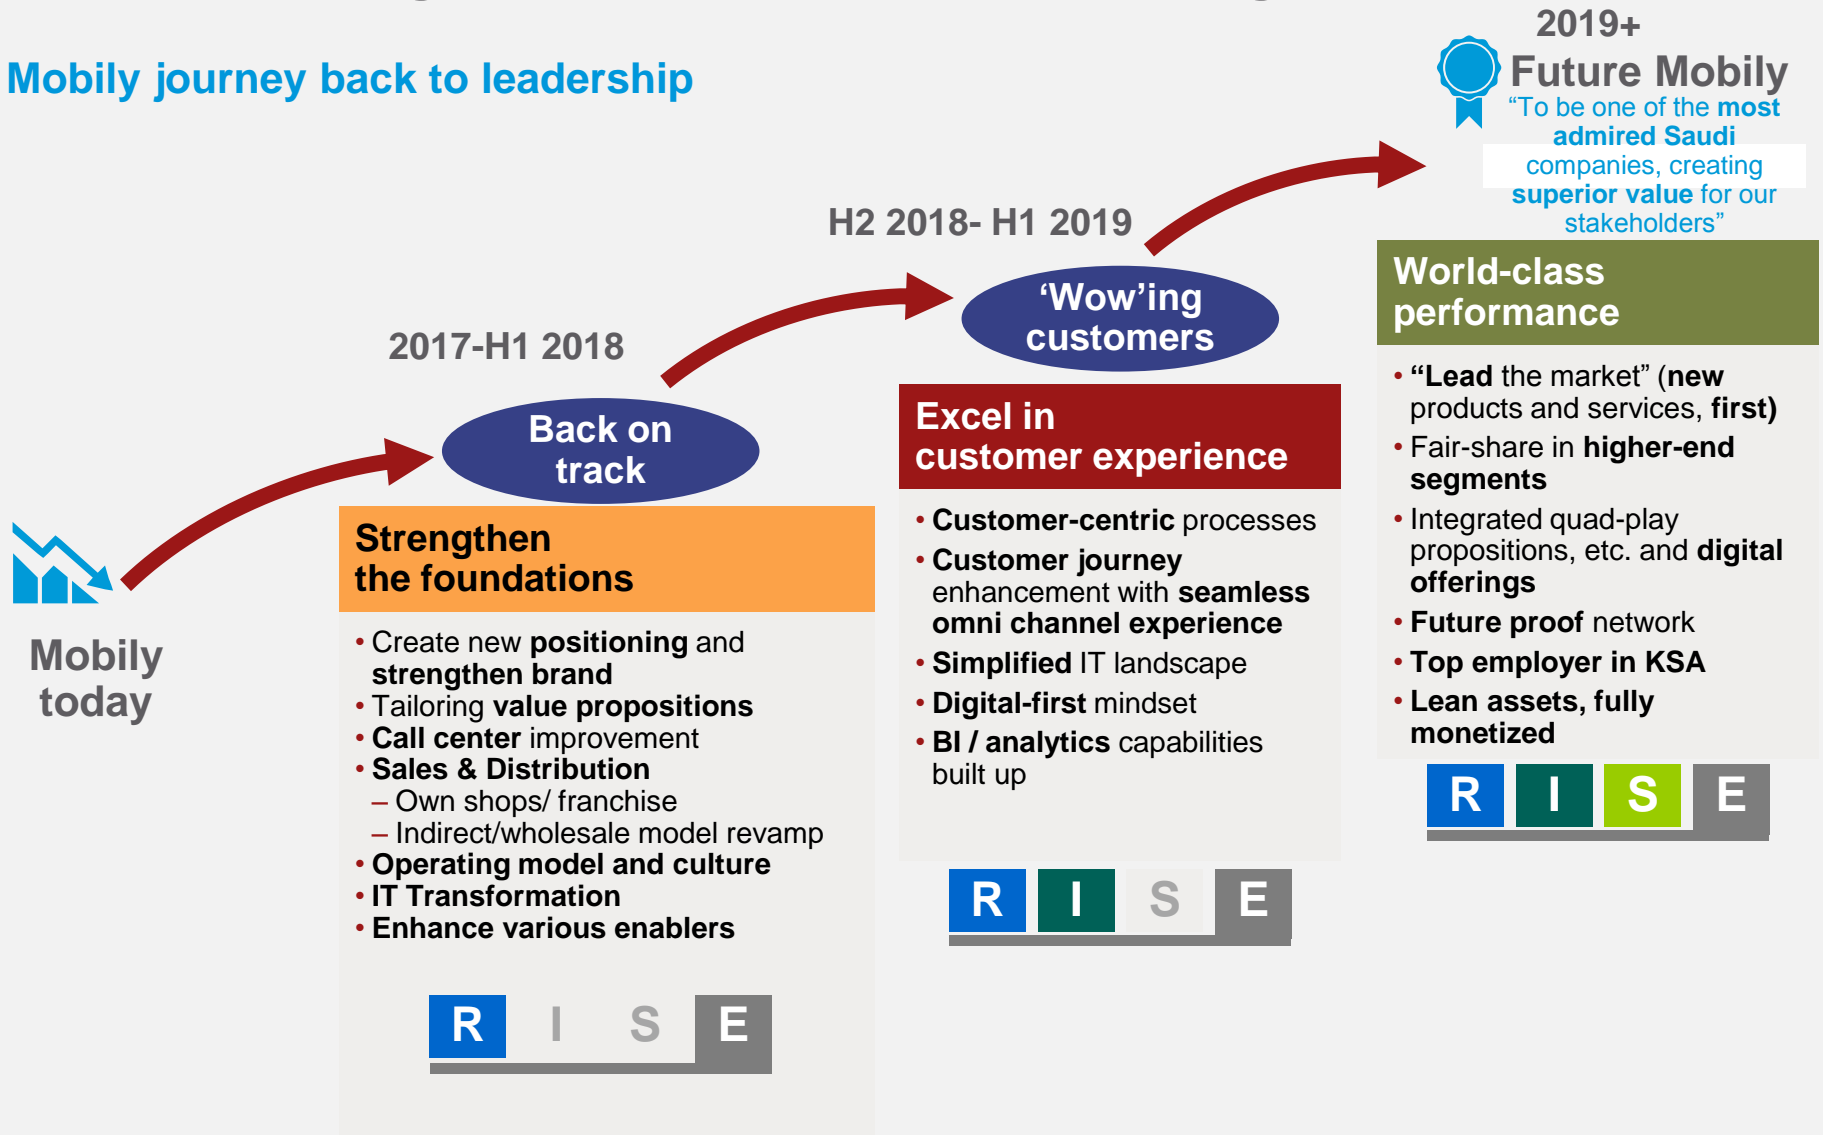 Mobily journey back to leadership
2019+
Future Mobily
“To be one of the most
admired Saudi
companies, creating
superior value for our
stakeholders”
H2 2018- H1 2019
2017-H1 2018
Mobily
today
Back on
track
Strengthen
the foundations
• Create new positioning and
strengthen brand
• Tailoring value propositions
• Call center improvement
• Sales & Distribution
– Own shops/ franchise
– Indirect/wholesale model revamp
• Operating model and culture
• IT Transformation
• Enhance various enablers
R I S E
‘Wow’ing
customers
Excel in
customer experience
• Customer-centric processes
• Customer journey
enhancement with seamless
omni channel experience
• Simplified IT landscape
• Digital-first mindset
• BI / analytics capabilities
built up
R I S E
World-class
performance
• “Lead the market” (new
products and services, first)
• Fair-share in higher-end
segments
• Integrated quad-play
propositions, etc. and digital
offerings
• Future proof network
• Top employer in KSA
• Lean assets, fully
monetized
R I S E